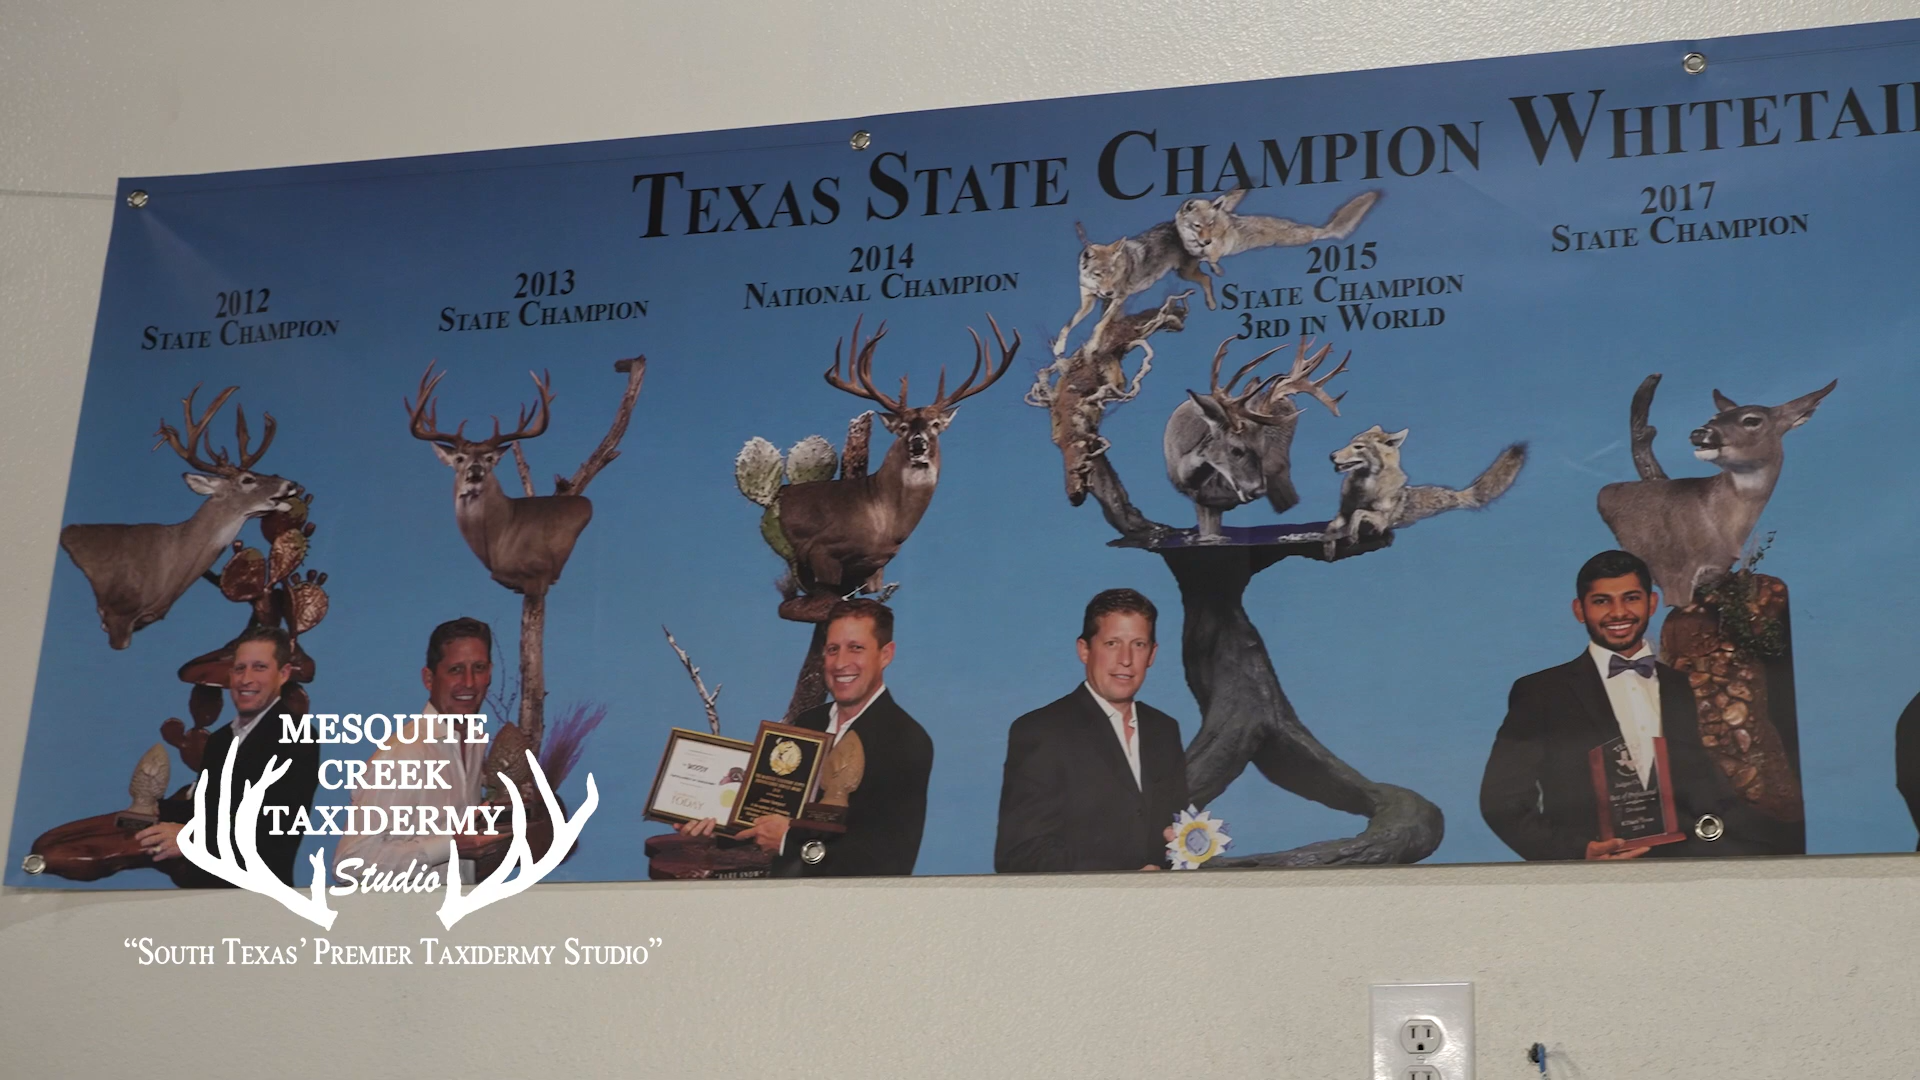 TEXAS STATE CHAMPION WHITETAIL
2012
STATE CHAMPION
2013
STATE CHAMPION
2014
NATIONAL CHAMPION
2015
STATE CHAMPION
3RD IN WORLD
2017
STATE CHAMPION
MESQUITE
CREEK
TAXIDERMY
Studio
“SOUTH TEXAS’ PREMIER TAXIDERMY STUDIO”